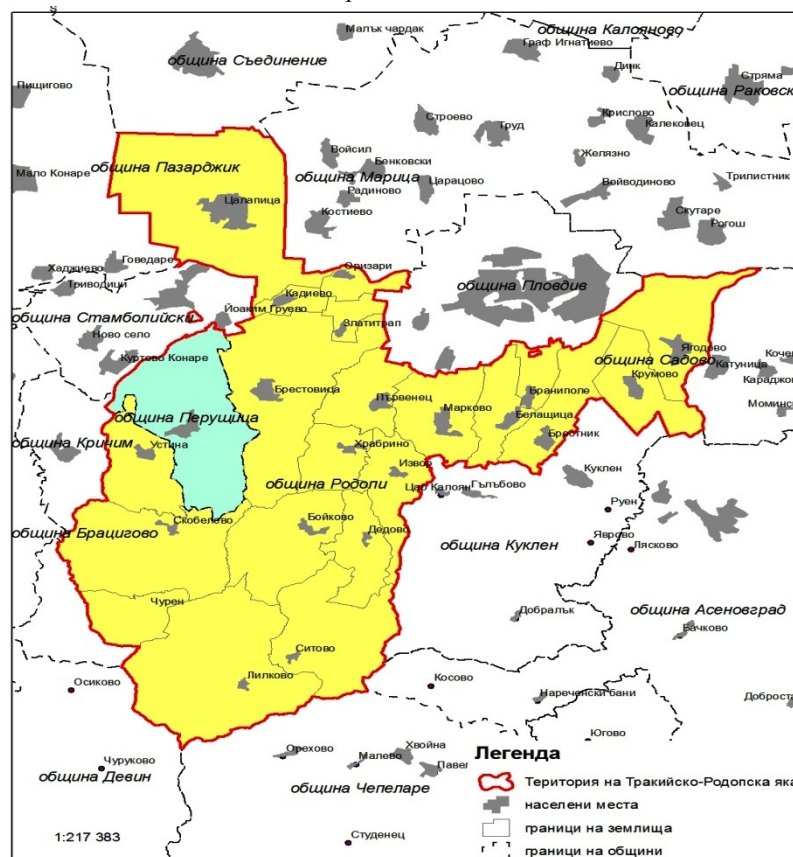 Малък чардак
община Калояново
Граф Игнатиево
община Съединение
Динк
Стряма
Пищигово
община Раковск
Строево
Труд
Крислово
Калековец
Войсил
Бенковски
Желязно
община Пазарджик
Мало Конаре
община Марица
Царацово
Войводиново
Трилистник
Радиново
Цалапица
Костиево
Скутаре
Рогош
Говедаре
Хаджиево
Оризари
Триводици
Кадиево
община Пловдив
Йоаким Груево
община Стамболийски
Златитрап
Ново село
Ягодово
община Садово
Куртово Конаре
Катуница
Коче
Крумово
Караджов
Брестовица
Първенец
Браниполе
Марково
Белащица
Моминск
община Перущица
Брестник
община Кричим
Устина
Храбрино
Извор
Куклен
община Родопи
Цар Калоян
Гълъбово
Руен
Скобелево
Бойково
Дедово
община Брацигово
община Куклен
Яврово
Лясково
Чурен
Добралък
община Асеновград
Бачково
Ситово
Лилково
Косово
Осиково
Нареченски бани
Доброста
Югово
Орехово
Хвойна
Малево
Павел
Чуруково
община Девин
община Чепеларе
Студенец
1:217 383
Легенда
Територия на Тракийско-Родопска яка
населени места
граници на землища
граници на общини